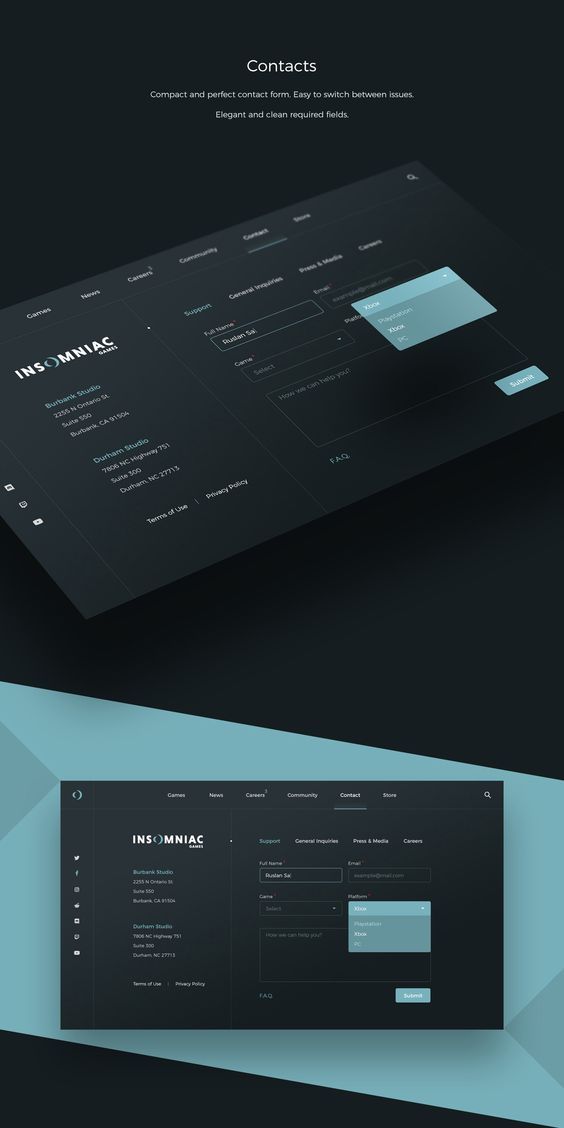 Contacts
Compact and perfect contact form. Easy to switch between issues.
Elegant and clean required fields.
Games News Careers 3 Community Contact Store
Support General Inquiries Press & Media Careers
INSOMNIAC
GAMES
Full Name * Email *
Ruslan Sa| example@mail.com
Burbank Studio
2255 N Ontario St.
Suite 550
Burbank, CA 91504
Game * Platfo
Select Xbox
Playstation
Xbox
PC
How we can help you?
Submit
Durham Studio
7806 NC Highway 751
Suite 300
Durham, NC 27713
F.A.Q.
Terms of Use | Privacy Policy
Games News Careers 3 Community Contact Store
INSOMNIAC
GAMES
Support General Inquiries Press & Media Careers
Burbank Studio
2255 N Ontario St.
Suite 550
Burbank, CA 91504
Durham Studio
7806 NC Highway 751
Suite 300
Durham, NC 27713
Terms of Use | Privacy Policy
Full Name * Email *
Ruslan Sa| example@mail.com
Game * Platform *
Select Xbox
Playstation
Xbox
PC
How we can help you?
F.A.Q. Submit